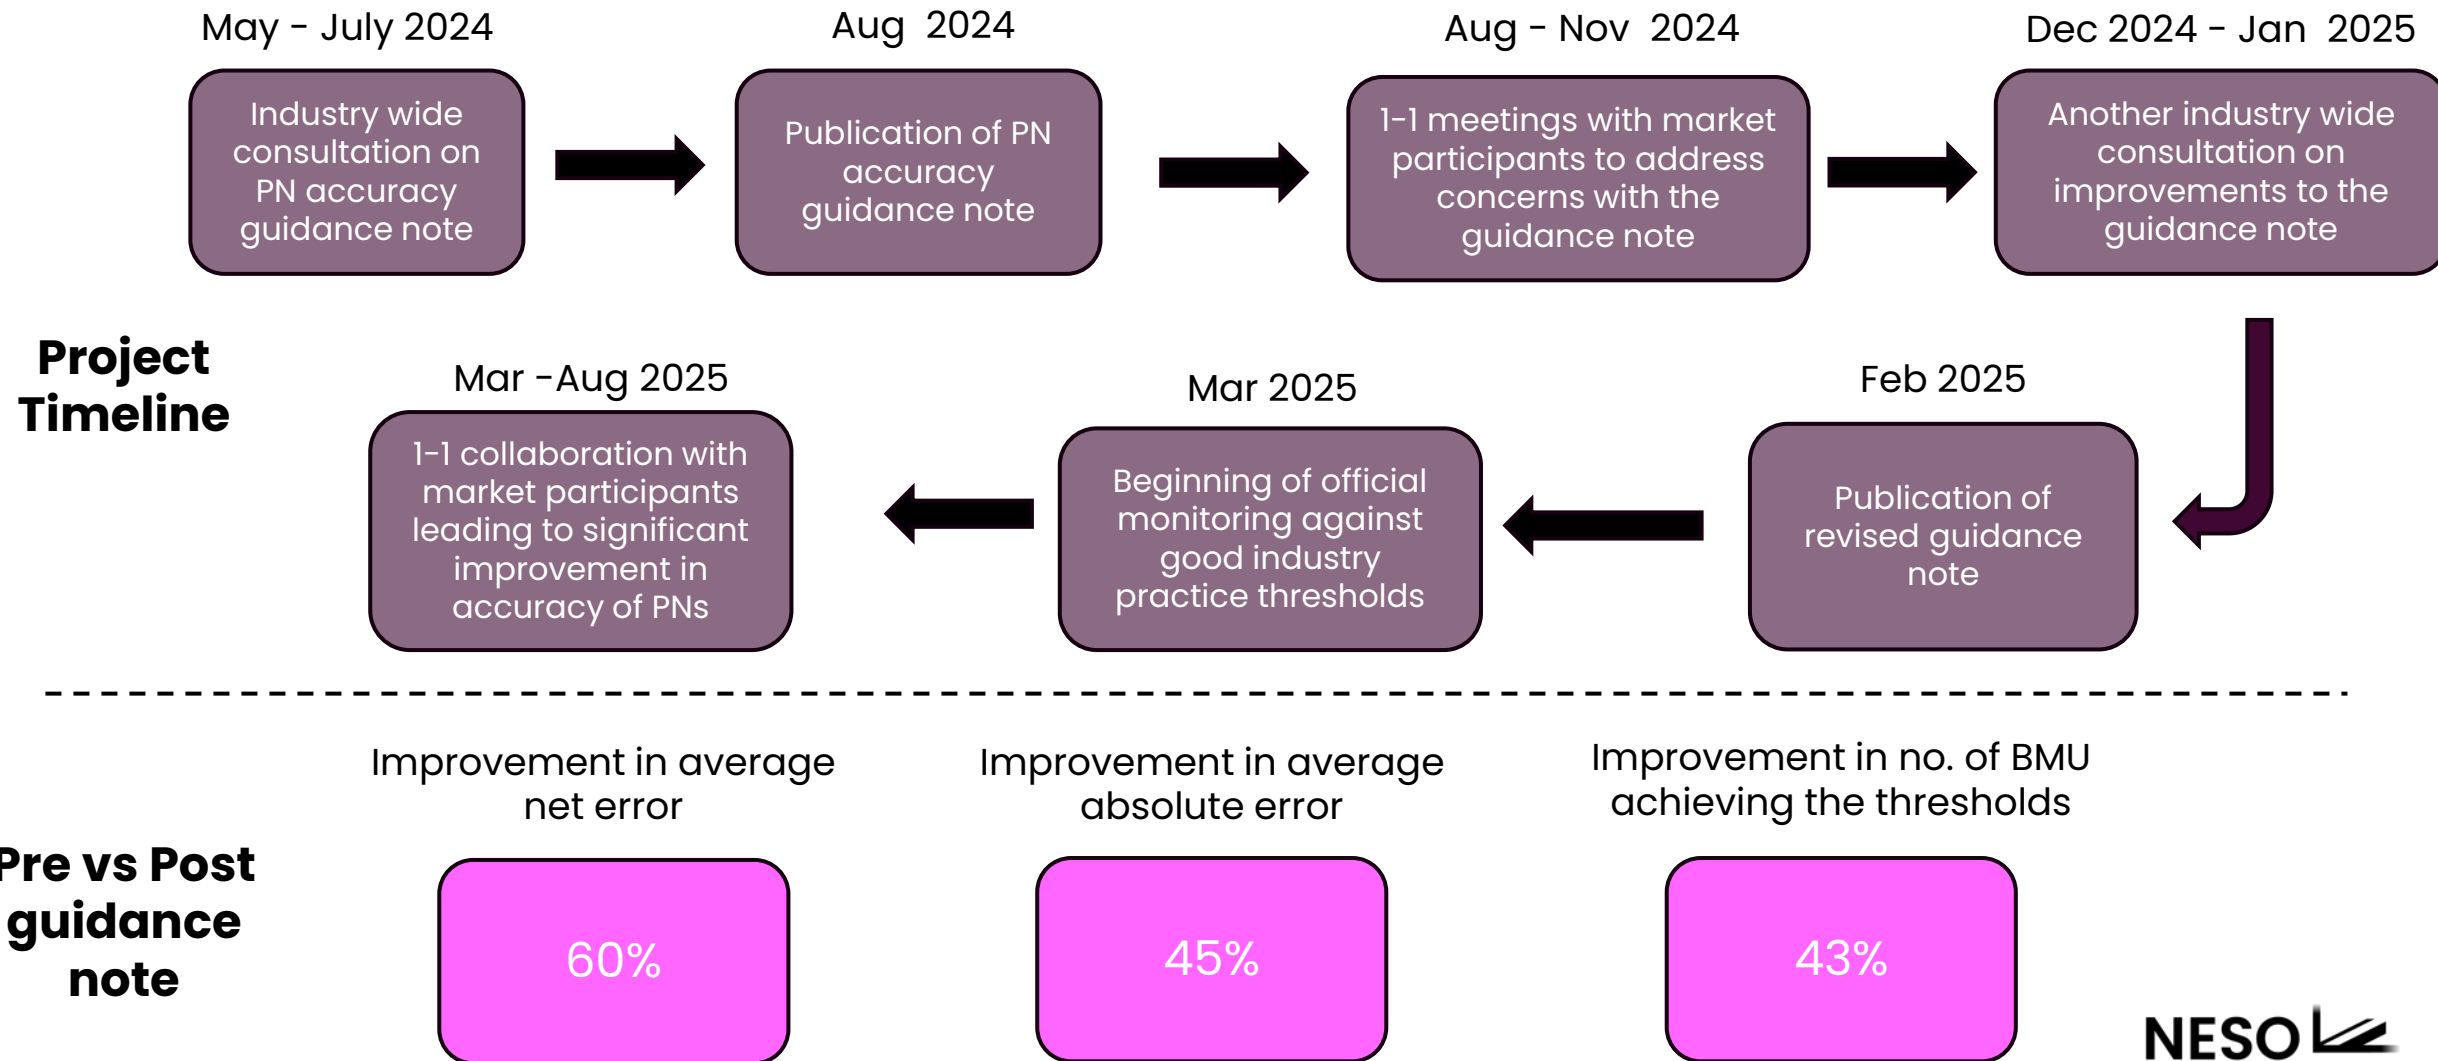 May - July 2024
Aug 2024
Aug - Nov 2024
Dec 2024 - Jan 2025
Industry wide
consultation on
PN accuracy
guidance note
Publication of PN
accuracy
guidance note
1-1 meetings with market
participants to address
concerns with the
guidance note
Another industry wide
consultation on
improvements to the
guidance note
Project
Timeline
Mar -Aug 2025
Mar 2025
Feb 2025
1-1 collaboration with
market participants
leading to significant
improvement in
accuracy of PNs
Beginning of official
monitoring against
good industry
practice thresholds
Publication of
revised guidance
note
Improvement in average
net error
Improvement in average
absolute error
Improvement in no. of BMU
achieving the thresholds
Pre vs Post
guidance
note
60%
45%
43%
NESO